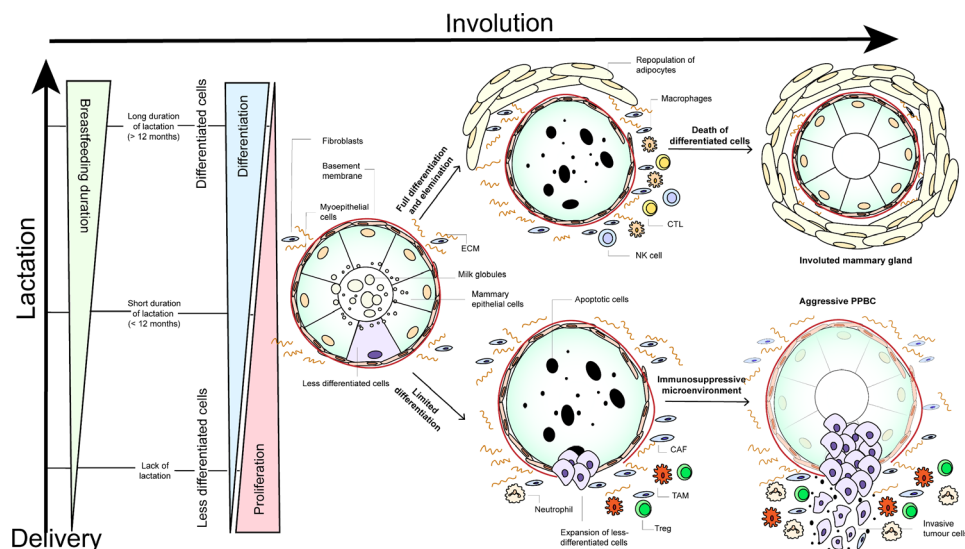 Involution
Lactation
Delivery
Breastfeeding duration
Long duration
of lactation
(> 12 months)
Short duration
of lactation
(< 12 months)
Lack of
lactation
Differentiated cells
Less differentiated cells
Differentiation
Proliferation
Fibroblasts
Basement
membrane
Myoepithelial
cells
ECM
Milk globules
Mammary
epithelial cells
Less differentiated cells
Full differentiation
and elemination
Limited
differentiation
Repopulation of
adipocytes
Macrophages
CTL
NK cell
Death of
differentiated cells
Involuted mammary gland
Apoptotic cells
CAF
TAM
Treg
Neutrophil
Expansion of less-
differentiated cells
Immunosuppressive
microenvironment
Aggressive PPBC
Invasive
tumour cell